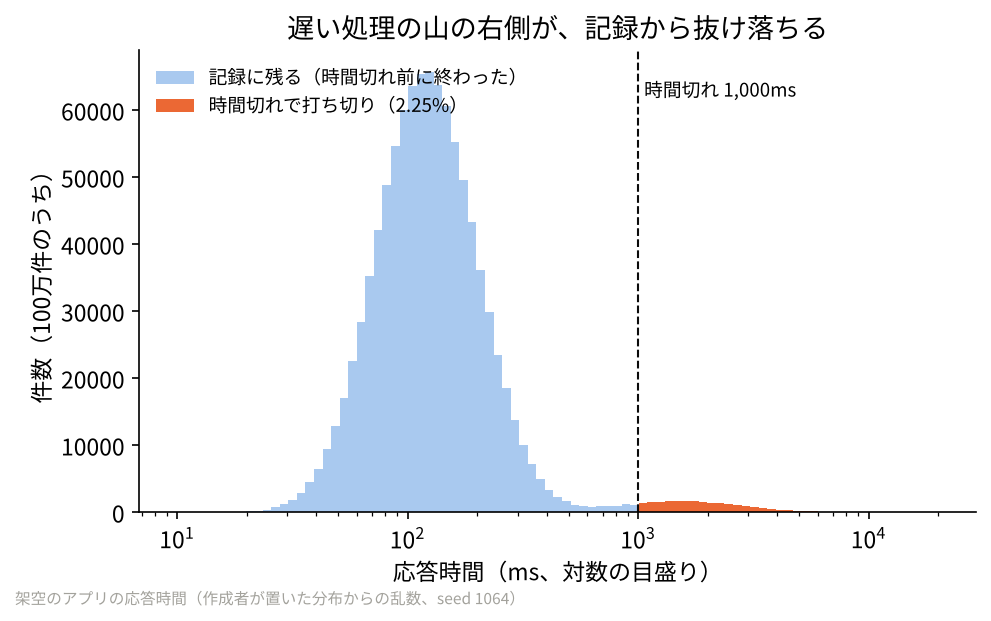 遅い処理の山の右側が、記録から抜け落ちる
記録に残る（時間切れ前に終わった）
時間切れで打ち切り（2.25%）
時間切れ 1,000ms
件数（100万件のうち）
60000
50000
40000
30000
20000
10000
0
10¹
10²
10³
10⁴
応答時間（ms、対数の目盛り）
架空のアプリの応答時間（作成者が置いた分布からの乱数、seed 1064）